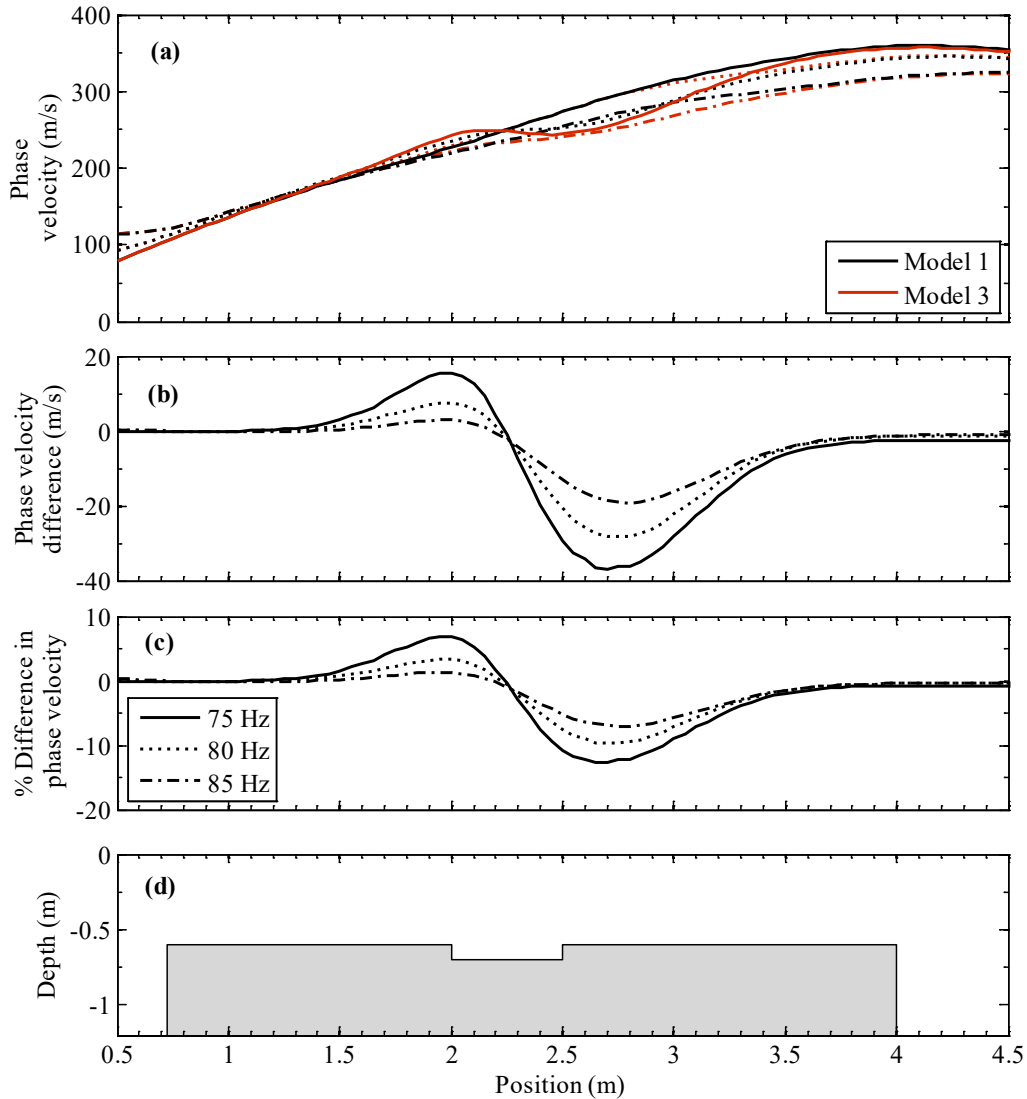 400
(a)
300
200
100
0
Phase
velocity (m/s)
Model 1
Model 3
20
(b)
0
-20
-40
Phase velocity
difference (m/s)
10
(c)
0
-10
-20
% Difference in
phase velocity
75 Hz
80 Hz
85 Hz
0
(d)
-0.5
-1
Depth (m)
0.5 1 1.5 2 2.5 3 3.5 4 4.5
Position (m)